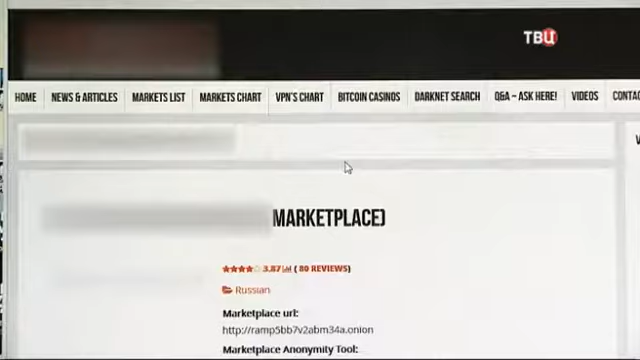 ТВЦ
HOME NEWS & ARTICLES MARKETS LIST MARKETS CHART VPN'S CHART BITCOIN CASINOS DARKNET SEARCH Q&A – ASK HERE! VIDEOS
MARKETPLACE)
3.87 ( 80 REVIEWS)
Russian
Marketplace url:
http://ramp5bb7v2abm34a.onion
Marketplace Anonymity Tool: